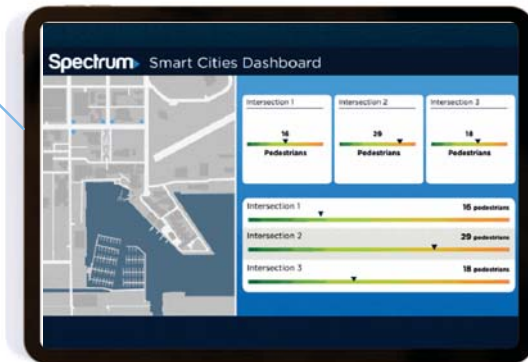 Spectrum Smart Cities Dashboard
Intersection 1
16
Pedestrians
Intersection 2
29
Pedestrians
Intersection 3
18
Pedestrians
Intersection 1 16 pedestrians
Intersection 2 29 pedestrians
Intersection 3 18 pedestrians